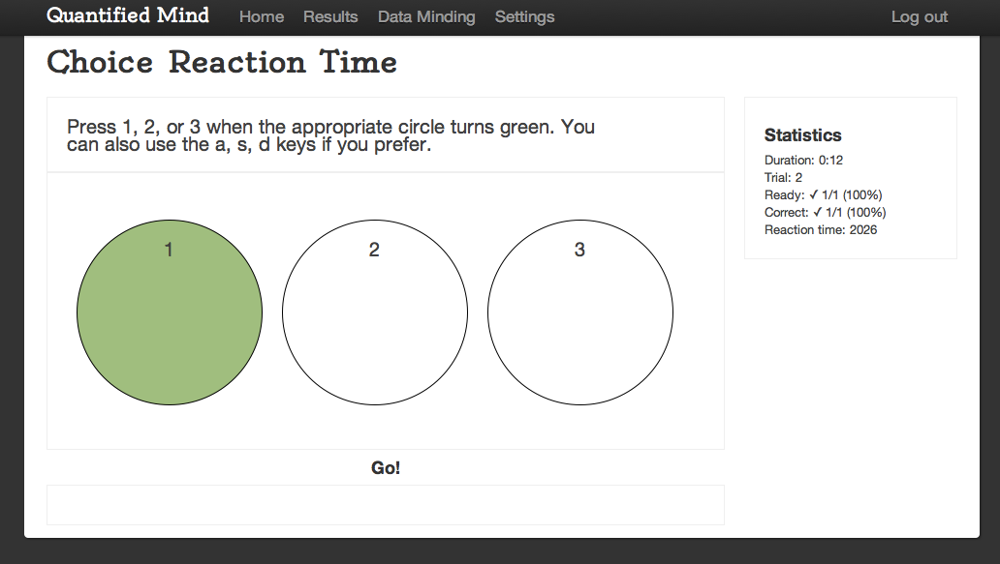 Quantified Mind Home Results Data Minding Settings Log out
Choice Reaction Time
Press 1, 2, or 3 when the appropriate circle turns green. You
can also use the a, s, d keys if you prefer.
1 2 3
Go!
Statistics
Duration: 0:12
Trial: 2
Ready: ✓ 1/1 (100%)
Correct: ✓ 1/1 (100%)
Reaction time: 2026